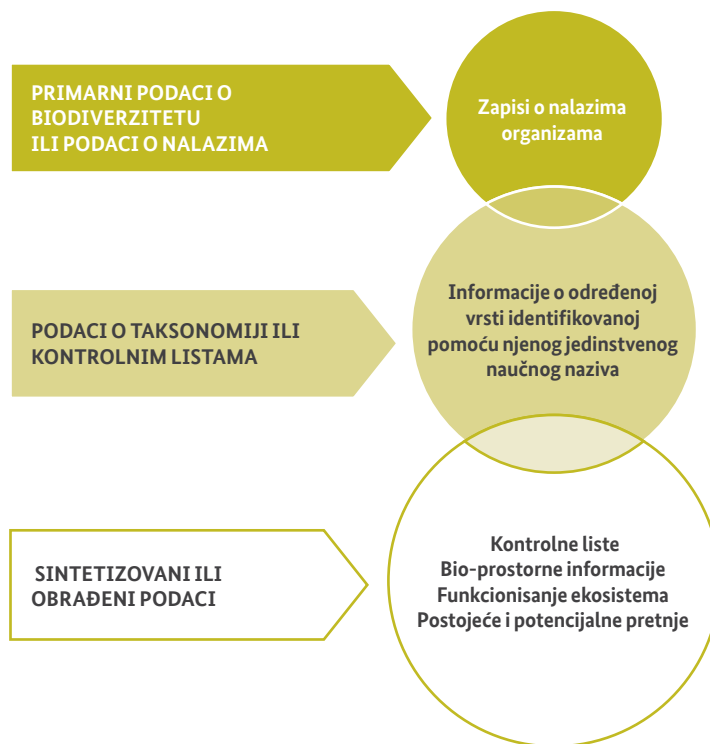 PRIMARNI PODACI O
BIODIVERZITETU
ILI PODACI O NALAZIMA
Zapisi o nalazima
organizama
PODACI O TAKSONOMIJI ILI
KONTROLNIM LISTAMA
Informacije o određenoj
vrsti identifikovanoj
pomoću njenog jedinstvenog
naučnog naziva
SINTETIZOVANI ILI
OBRAĐENI PODACI
Kontrolne liste
Bio-prostorne informacije
Funkcionisanje ekosistema
Postojeće i potencijalne pretnje